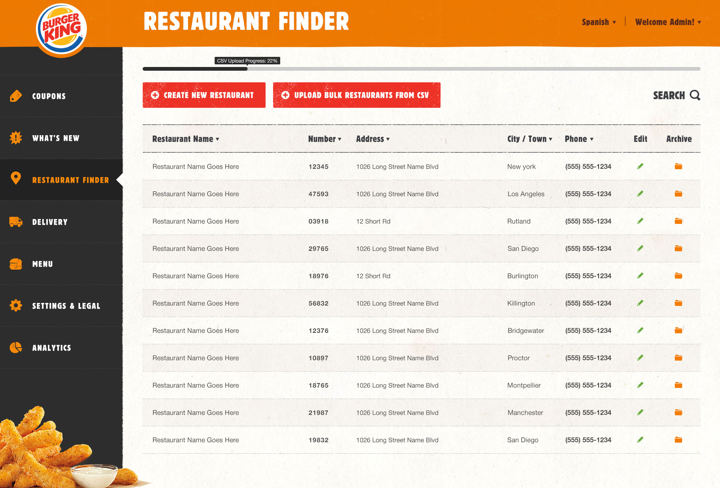 BURGER
KING
RESTAURANT FINDER
Spanish
Welcome Admin!
CSV Upload Progress: 22%
CREATE NEW RESTAURANT
UPLOAD BULK RESTAURANTS FROM CSV
SEARCH
COUPONS
WHAT'S NEW
RESTAURANT FINDER
DELIVERY
MENU
SETTINGS & LEGAL
ANALYTICS
Restaurant Name Number Address City / Town Phone Edit Archive
Restaurant Name Goes Here 12345 1026 Long Street Name Blvd New york (555) 555-1234
Restaurant Name Goes Here 47593 1026 Long Street Name Blvd Los Angeles (555) 555-1234
Restaurant Name Goes Here 03918 12 Short Rd Rutland (555) 555-1234
Restaurant Name Goes Here 29765 1026 Long Street Name Blvd San Diego (555) 555-1234
Restaurant Name Goes Here 18976 12 Short Rd Burlington (555) 555-1234
Restaurant Name Goes Here 56832 1026 Long Street Name Blvd Killington (555) 555-1234
Restaurant Name Goes Here 12376 1026 Long Street Name Blvd Bridgewater (555) 555-1234
Restaurant Name Goes Here 10897 1026 Long Street Name Blvd Proctor (555) 555-1234
Restaurant Name Goes Here 18765 1026 Long Street Name Blvd Montpellier (555) 555-1234
Restaurant Name Goes Here 21987 1026 Long Street Name Blvd Manchester (555) 555-1234
Restaurant Name Goes Here 19832 1026 Long Street Name Blvd San Diego (555) 555-1234